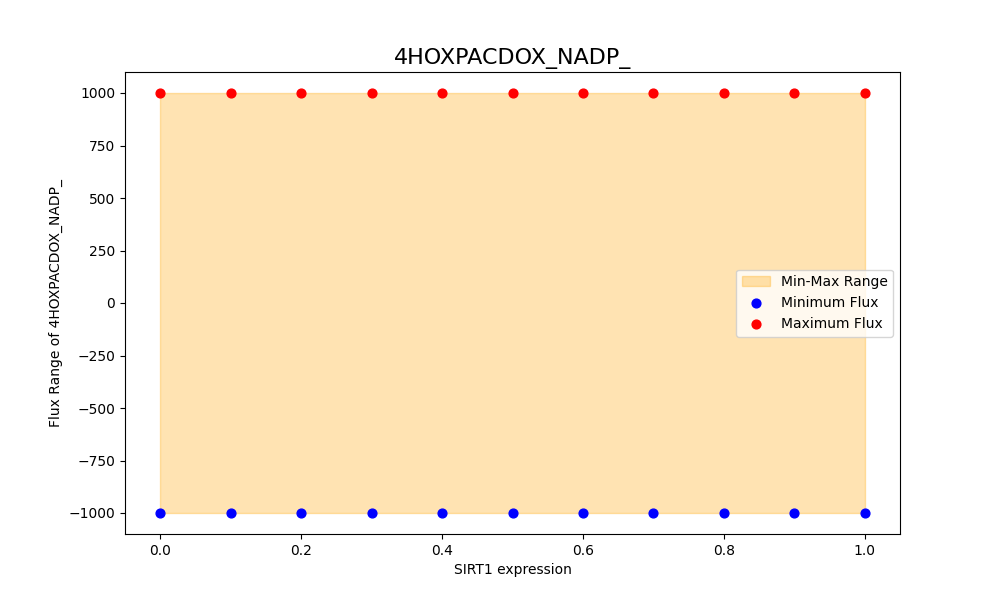 4HOXPACDOX_NADP_
Flux Range of 4HOXPACDOX_NADP_
1000
750
500
250
0
−250
−500
−750
−1000
Min-Max Range
Minimum Flux
Maximum Flux
0.0 0.2 0.4 0.6 0.8 1.0
SIRT1 expression